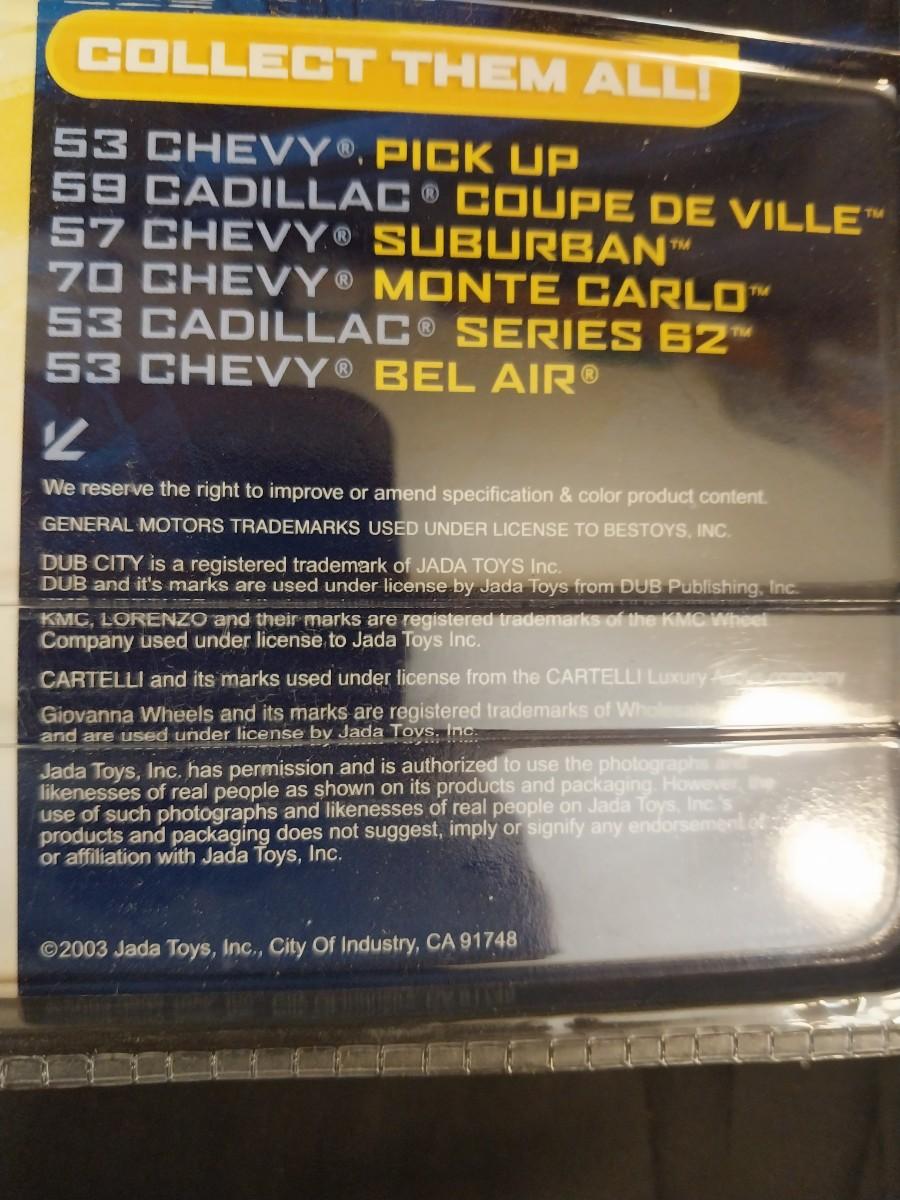 COLLECT THEM ALL!
53 CHEVY®. PICK UP
59 CADILLAC® COUPE DE VILLE™
57 CHEVY® SUBURBAN™
70 CHEVY® MONTE CARLO™
53 CADILLAC® SERIES 62™
53 CHEVY® BEL AIR®
We reserve the right to improve or amend specification & color product content.
GENERAL MOTORS TRADEMARKS USED UNDER LICENSE TO BESTOYS, INC.
DUB CITY is a registered trademark of JADA TOYS Inc.
DUB and it's marks are used under license by Jada Toys from DUB Publishing, Inc.
KMC, LORENZO and their marks are registered trademarks of the KMC Wheel
Company used under license to Jada Toys Inc.
CARTELLI and its marks used under license from the CARTELLI Luxury company
Giovanna Wheels and its marks are registered trademarks of
and are used under license by Jada Toys, Inc.
Jada Toys, Inc. has permission and is authorized to use the photographs and
likenesses of real people as shown on its products and packaging. However, the
use of such photographs and likenesses of real people on Jada Toys, Inc.'s
products and packaging does not suggest, imply or signify any endorsement of
or affiliation with Jada Toys, Inc.
©2003 Jada Toys, Inc., City Of Industry, CA 91748